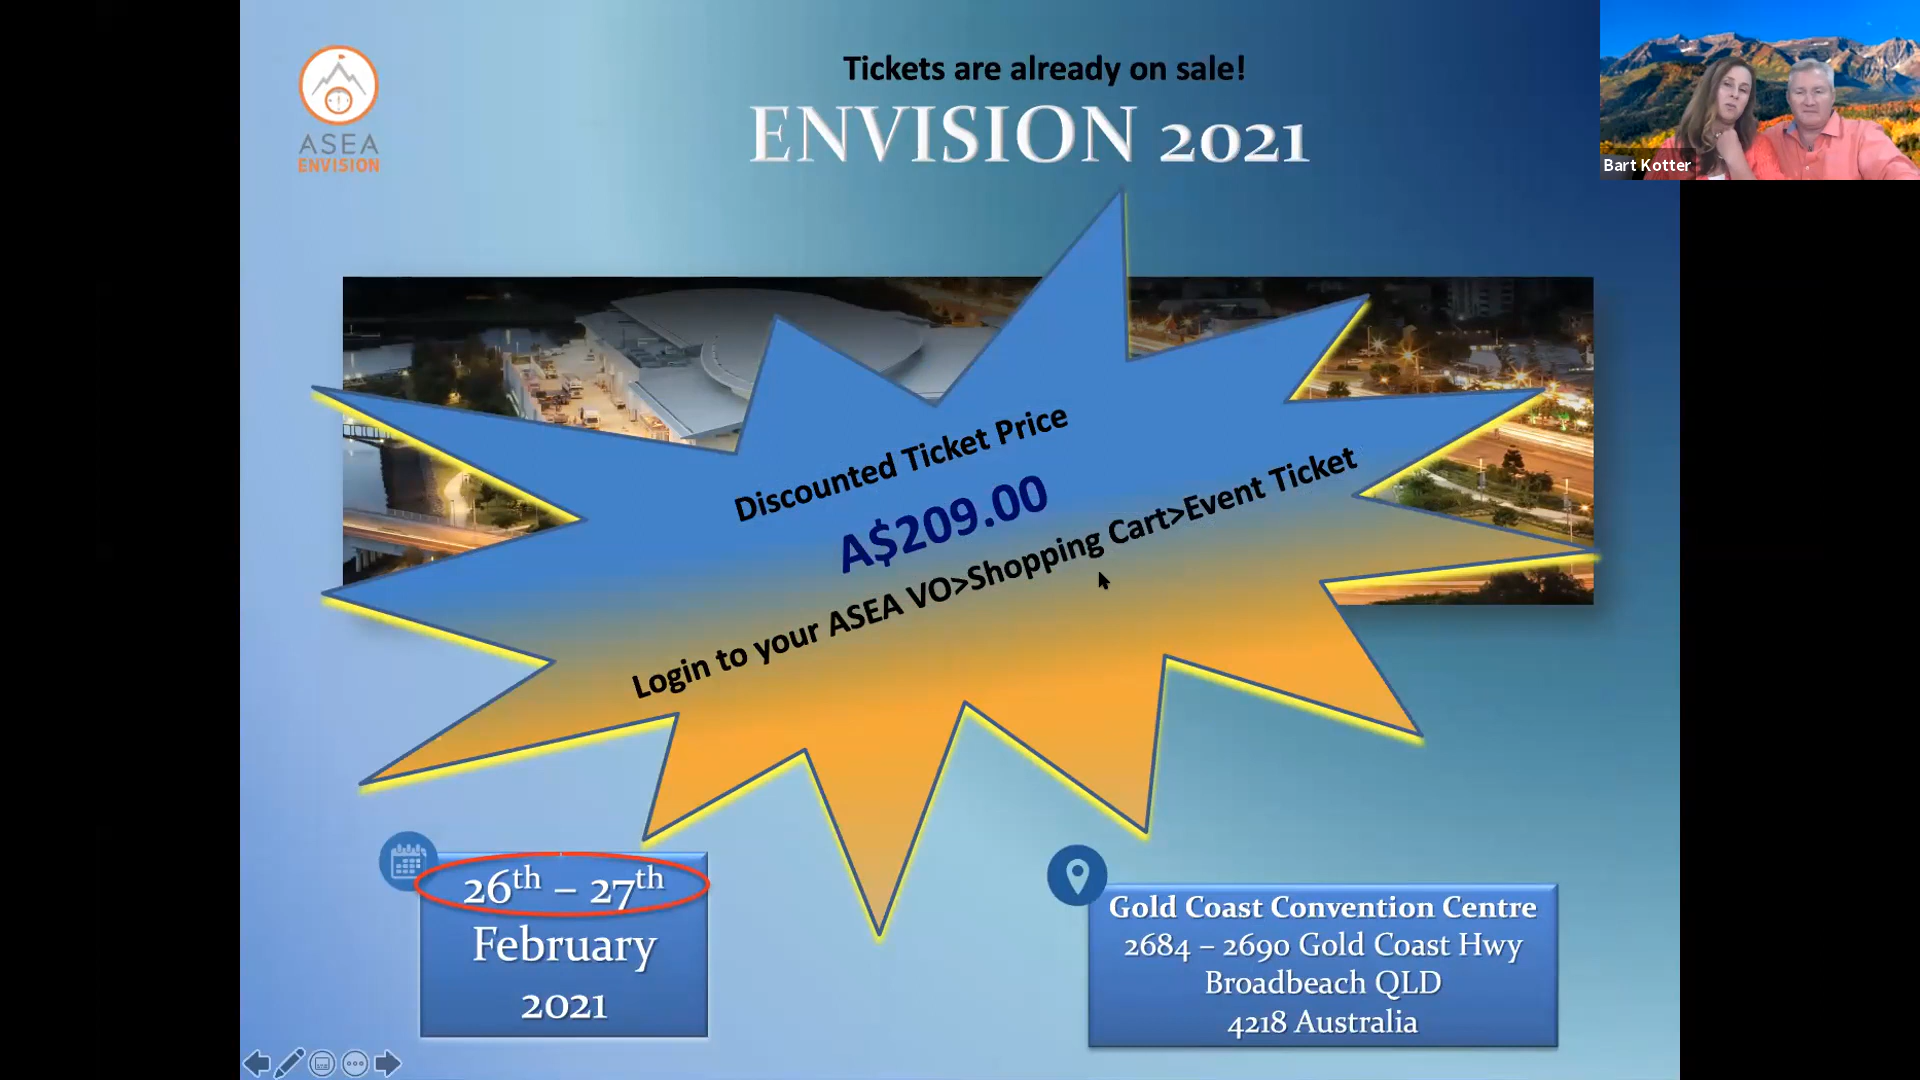 Tickets are already on sale!
ENVISION 2021
ASEA
ENVISION
Bart Kotter
Discounted Ticket Price
A$209.00
Login to your ASEA VO>Shopping Cart>Event Ticket
26th – 27th
February
2021
Gold Coast Convention Centre
2684 – 2690 Gold Coast Hwy
Broadbeach QLD
4218 Australia